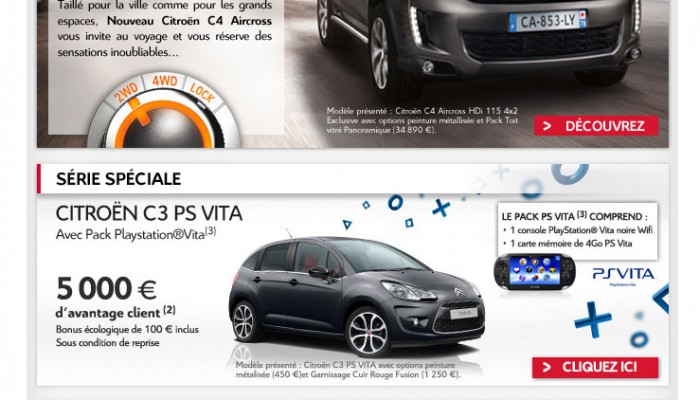 Taillé pour la ville comme pour les grands
espaces, Nouveau Citroën C4 Aircross
vous invite au voyage et vous réserve des
sensations inoubliables...
2WD 4WD LOCK
CA-853-LY
Modèle présenté : Citroën C4 Aircross HDi 115 4x2
Exclusive avec options peinture métallisée et Pack Toit
vitré Panoramique (34 890 €).
> DÉCOUVREZ
SÉRIE SPÉCIALE
CITROËN C3 PS VITA
Avec Pack Playstation®Vita(3)
5 000 €
d'avantage client (2)
Bonus écologique de 100 € inclus
Sous condition de reprise
LE PACK PS VITA (3) COMPREND :
• 1 console PlayStation® Vita noire Wifi
• 1 carte mémoire de 4Go PS Vita
PSVITA
PlayStation.Vita
Modèle présenté : Citroën C3 PS VITA avec options peinture
métalisée (450 €)et Garnissage Cuir Rouge Fusion (1 250 €).
> CLIQUEZ ICI